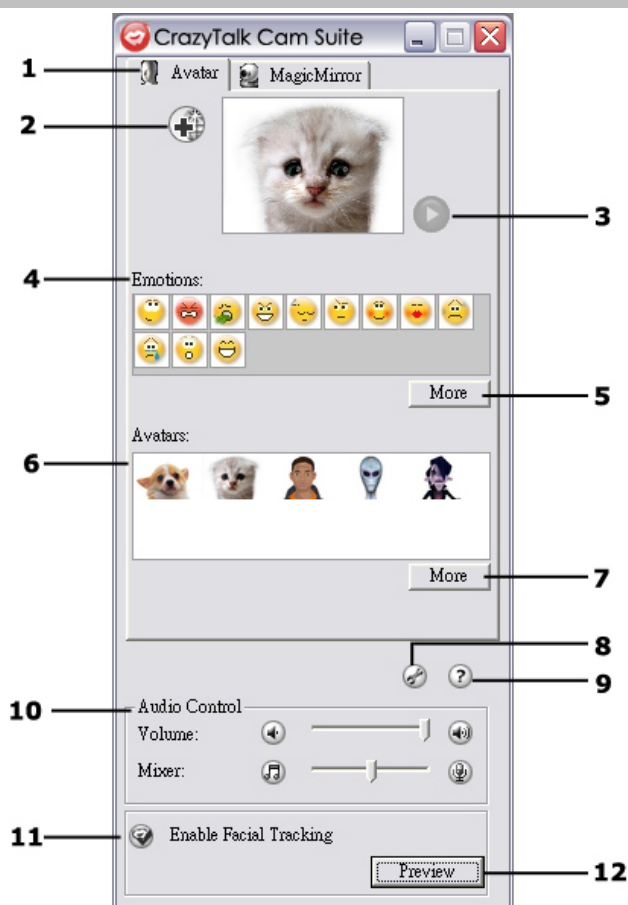 CrazyTalk Cam Suite
1
Avatar MagicMirror
2
3
4
Emotions:
More
5
Avatars:
6
More
7
8
?
9
10
Audio Control
Volume:
Mixer:
11
Enable Facial Tracking
Preview
12